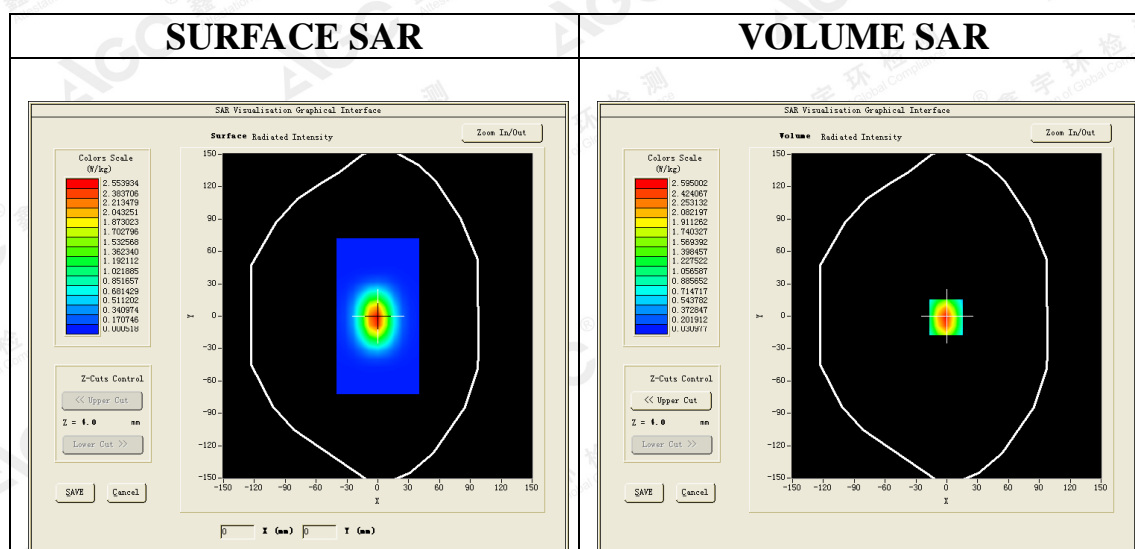 SURFACE SAR
SAR Visualisation Graphical Interface
Surface Radiated Intensity
Zoom In/Out
Colors Scale
(W/kg)
2.553934
2.383706
2.213479
2.043251
1.873023
1.702796
1.532568
1.362340
1.192112
1.021885
0.851657
0.681429
0.511202
0.340974
0.170746
0.000518
Z-Cuts Control
<< Upper Cut
Z = 4.0 mm
Lower Cut >>
SAVE Cancel
150
120
90
60
30
0
-30
-60
-90
-120
-150
Y
-150 -120 -90 -60 -30 0 30 60 90 120 150
X
0 X (mm) 0 Y (mm)
VOLUME SAR
SAR Visualisation Graphical Interface
Volume Radiated Intensity
Zoom In/Out
Colors Scale
(W/kg)
2.595002
2.424067
2.253132
2.082197
1.911262
1.740327
1.569392
1.398457
1.227522
1.056587
0.885652
0.714717
0.543782
0.372847
0.201912
0.030977
Z-Cuts Control
<< Upper Cut
Z = 4.0 mm
Lower Cut >>
SAVE Cancel
150
120
90
60
30
0
-30
-60
-90
-120
-150
Y
-150 -120 -90 -60 -30 0 30 60 90 120 150
X